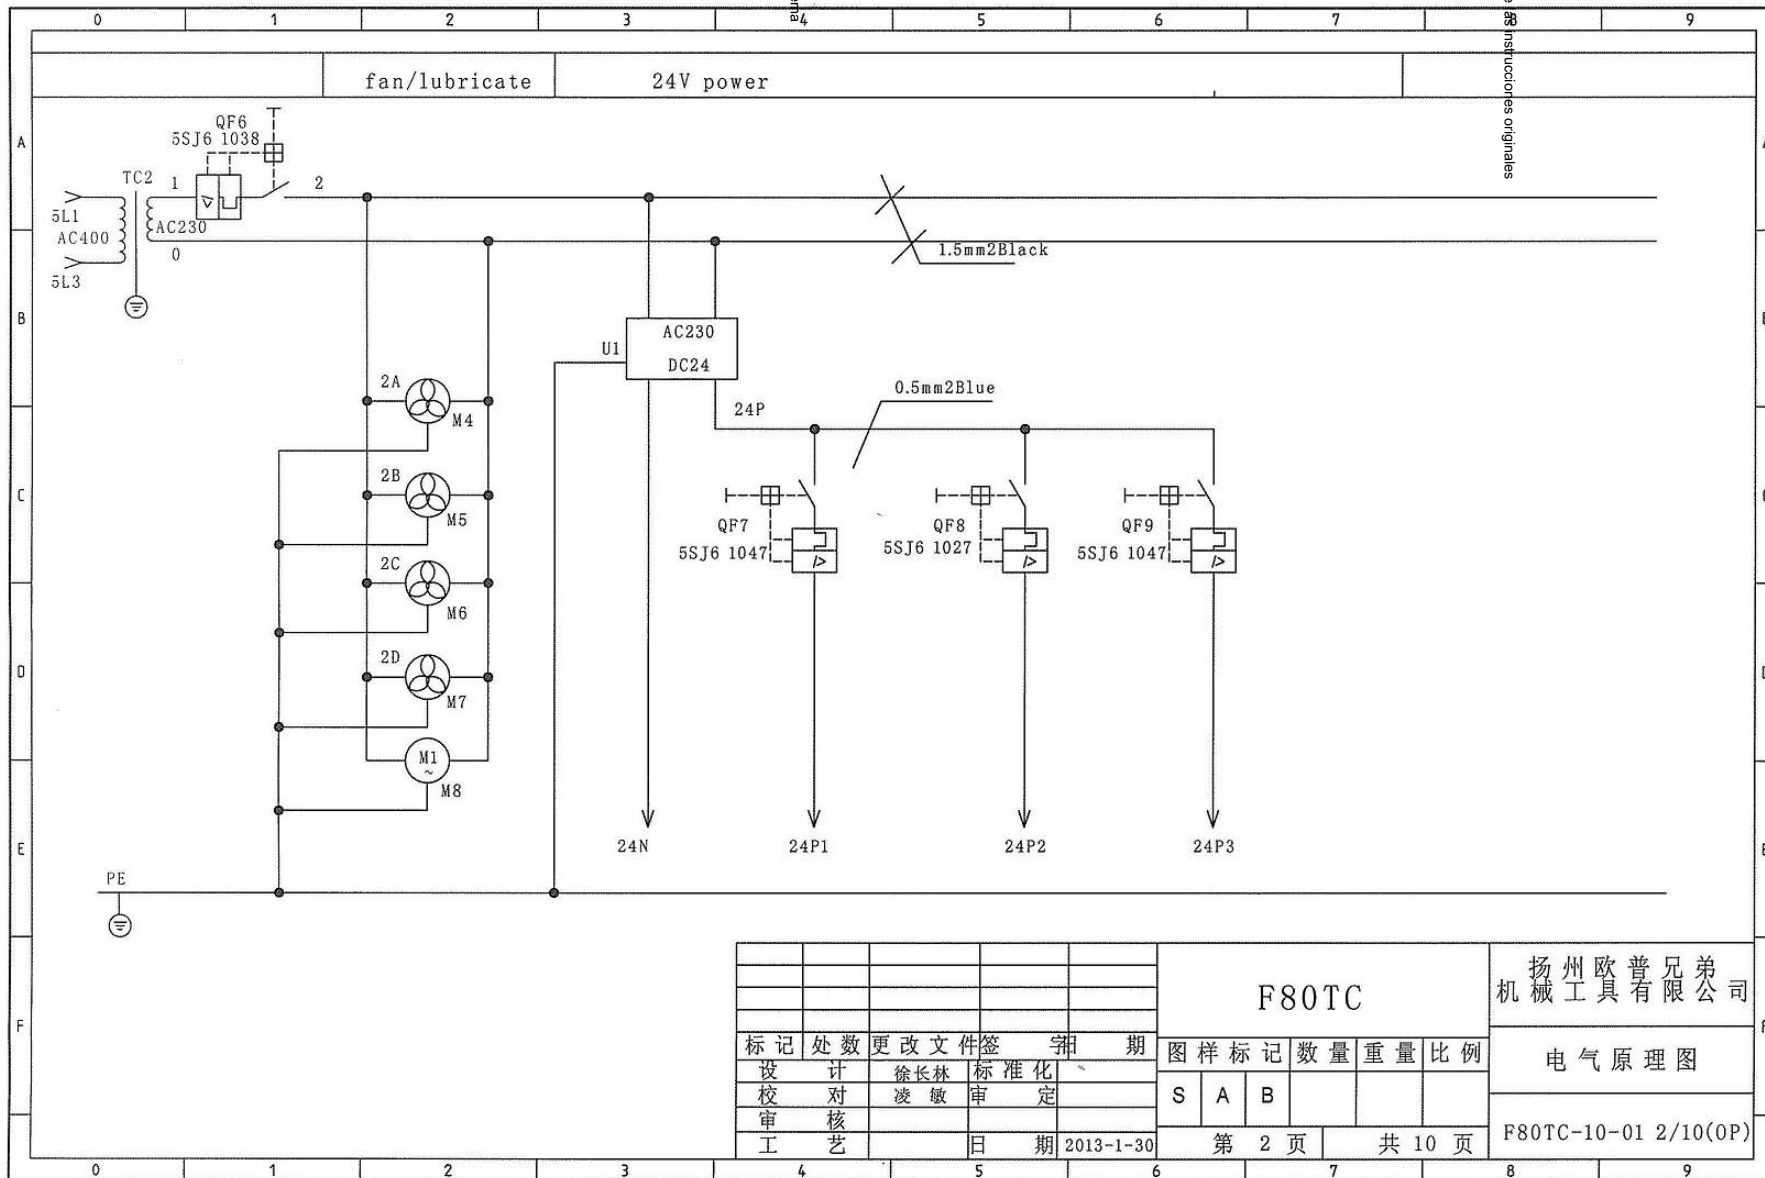 0 1 2 3 4 5 6 7 8 9
ema
e las instrucciones originales
fan/lubricate 24V power
A
QF6
5SJ6 1038
TC2 1 2
5L1
AC400 AC230
0
5L3
1.5mm2Black
B
AC230
U1
DC24
0.5mm2Blue
2A
M4
24P
C
2B
M5
QF7
5SJ6 1047
QF8
5SJ6 1027
QF9
5SJ6 1047
2C
M6
D
2D
M7
M1
~
M8
E
24N 24P1 24P2 24P3
PE
F
F80TC
扬州欧普兄弟
机械工具有限公司
标记 处数 更改文件 签字 日期
图样标记 数量 重量 比例
电气原理图
设计 徐长林 标准化
校对 凌敏 审定
S A B
审核
工艺 日期 2013-1-30
第 2 页 共 10 页
F80TC-10-01 2/10(OP)
0 1 2 3 4 5 6 7 8 9